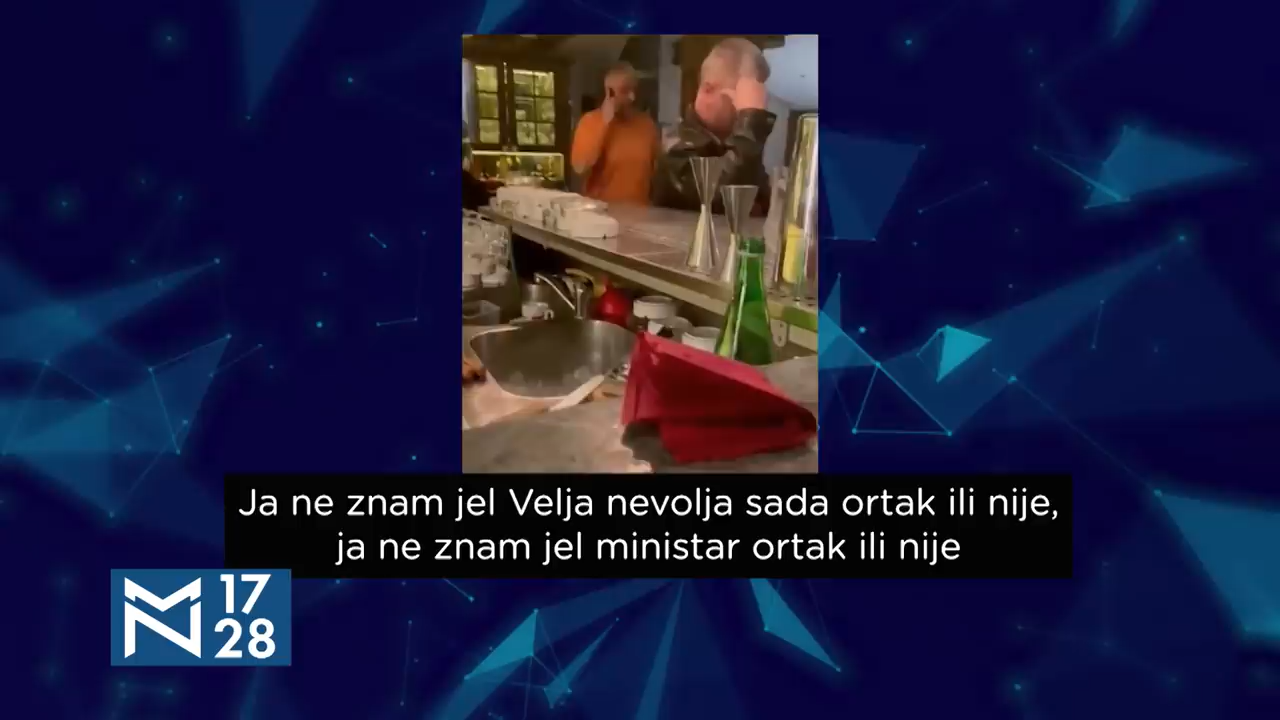 Ja ne znam jel Velja nevolja sada ortak ili nije,
ja ne znam jel ministar ortak ili nije
17
28